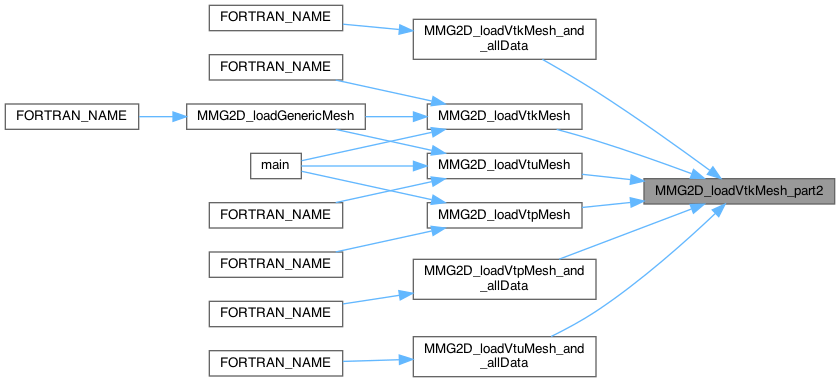 FORTRAN_NAME
MMG2D_loadVtkMesh_and
_allData
FORTRAN_NAME
FORTRAN_NAME
MMG2D_loadGenericMesh
MMG2D_loadVtkMesh
main
MMG2D_loadVtuMesh
MMG2D_loadVtkMesh_part2
FORTRAN_NAME
MMG2D_loadVtpMesh
FORTRAN_NAME
MMG2D_loadVtpMesh_and
_allData
FORTRAN_NAME
MMG2D_loadVtuMesh_and
_allData
FORTRAN_NAME